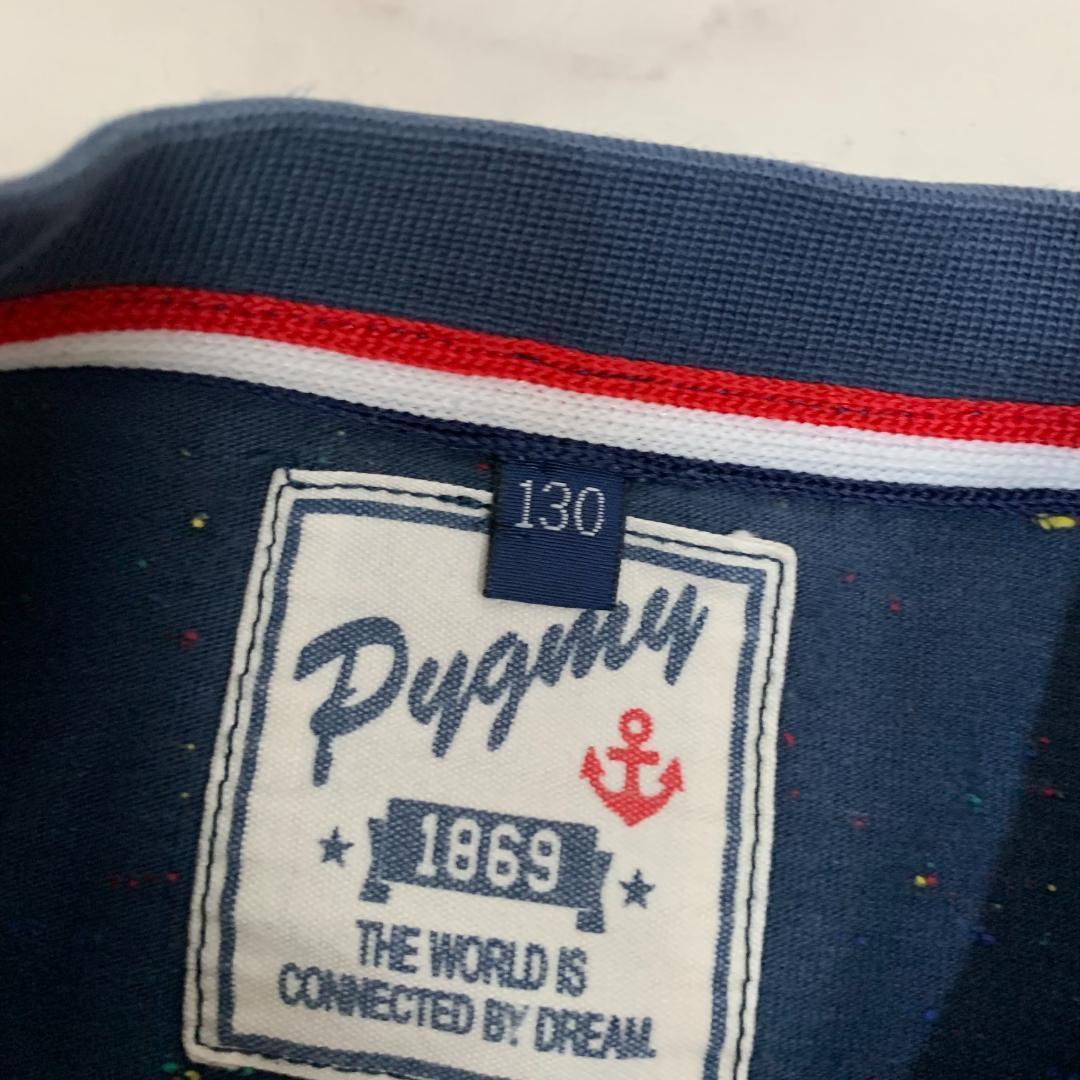 130
Pygmy
1869
THE WORLD IS
CONNECTED BY DREAM.